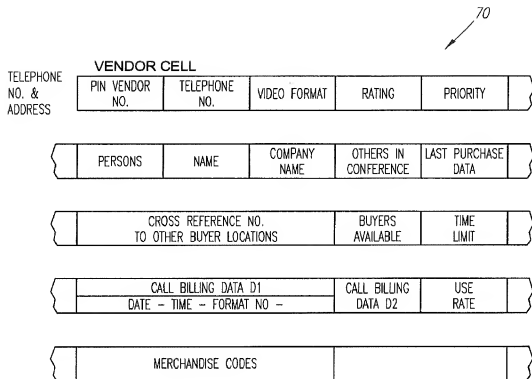 70
VENDOR CELL
TELEPHONE
NO. &
ADDRESS
PIN VENDOR
NO.
TELEPHONE
NO.
VIDEO FORMAT
RATING
PRIORITY
PERSONS
NAME
COMPANY
NAME
OTHERS IN
CONFERENCE
LAST PURCHASE
DATA
CROSS REFERENCE NO.
TO OTHER BUYER LOCATIONS
BUYERS
AVAILABLE
TIME
LIMIT
CALL BILLING DATA D1
DATE - TIME - FORMAT NO -
CALL BILLING
DATA D2
USE
RATE
MERCHANDISE CODES